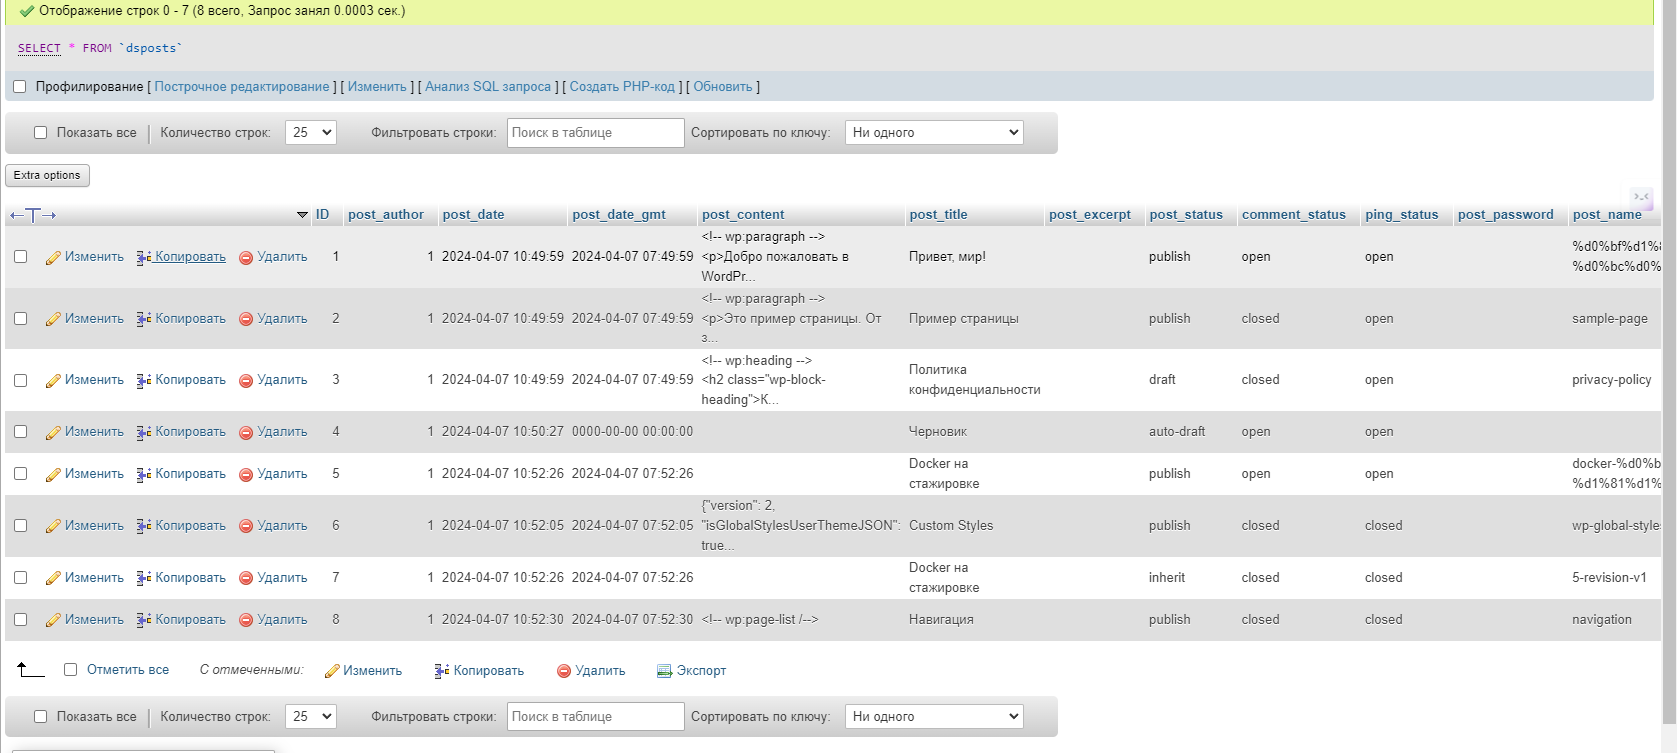 Отображение строк 0 - 7 (8 всего, Запрос занял 0.0003 сек.)
SELECT * FROM `dsposts`
Профилирование [ Построчное редактирование ] [ Изменить ] [ Анализ SQL запроса ] [ Создать PHP-код ] [ Обновить ]
Показать все Количество строк: 25 Фильтровать строки: Поиск в таблице Сортировать по ключу: Ни одного
Extra options
ID post_author post_date post_date_gmt post_content post_title post_excerpt post_status comment_status ping_status post_password post_name
<!-- wp:paragraph --> %d0%bf%d1%
Изменить Копировать Удалить 1 1 2024-04-07 10:49:59 2024-04-07 07:49:59 <p>Добро пожаловать в Привет, мир! publish open open
WordPr... %d0%bc%d0%
<!-- wp:paragraph -->
Изменить Копировать Удалить 2 1 2024-04-07 10:49:59 2024-04-07 07:49:59 <p>Это пример страницы. От Пример страницы publish closed open sample-page
з...
<!-- wp:heading --> Политика
Изменить Копировать Удалить 3 1 2024-04-07 10:49:59 2024-04-07 07:49:59 <h2 class="wp-block- draft closed open privacy-policy
heading">К... конфиденциальности
Изменить Копировать Удалить 4 1 2024-04-07 10:50:27 0000-00-00 00:00:00 Черновик auto-draft open open
Docker на docker-%d0%b
Изменить Копировать Удалить 5 1 2024-04-07 10:52:26 2024-04-07 07:52:26 publish open open
стажировке %d1%81%d1%
{"version": 2,
Изменить Копировать Удалить 6 1 2024-04-07 10:52:05 2024-04-07 07:52:05 "isGlobalStylesUserThemeJSON": Custom Styles publish closed closed wp-global-style
true...
Docker на
Изменить Копировать Удалить 7 1 2024-04-07 10:52:26 2024-04-07 07:52:26 inherit closed closed 5-revision-v1
стажировке
Изменить Копировать Удалить 8 1 2024-04-07 10:52:30 2024-04-07 07:52:30 <!-- wp:page-list /--> Навигация publish closed closed navigation
Отметить все С отмеченными: Изменить Копировать Удалить Экспорт
Показать все Количество строк: 25 Фильтровать строки: Поиск в таблице Сортировать по ключу: Ни одного